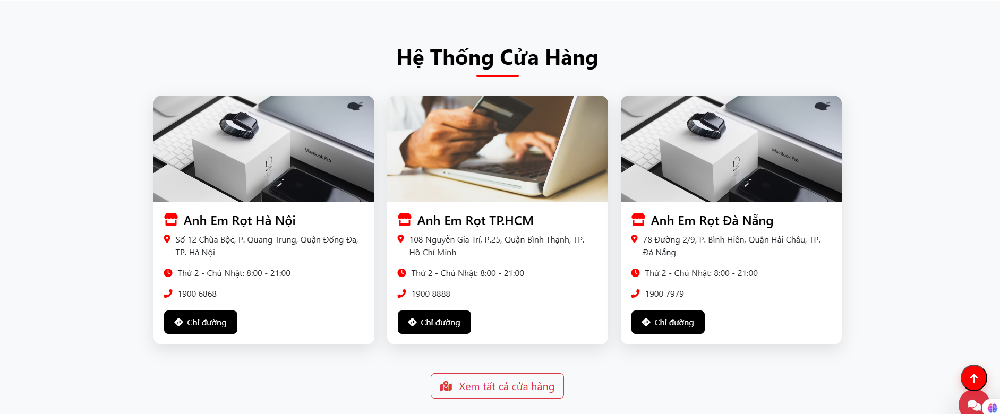 Hệ Thống Cửa Hàng
MacBook Pro
MacBook Pro
Anh Em Rọt Hà Nội
Số 12 Chùa Bộc, P. Quang Trung, Quận Đống Đa,
TP. Hà Nội
Thứ 2 - Chủ Nhật: 8:00 - 21:00
1900 6868
Chỉ đường
Anh Em Rọt TP.HCM
108 Nguyễn Gia Trí, P.25, Quận Bình Thạnh, TP.
Hồ Chí Minh
Thứ 2 - Chủ Nhật: 8:00 - 21:00
1900 8888
Chỉ đường
Anh Em Rọt Đà Nẵng
78 Đường 2/9, P. Bình Hiên, Quận Hải Châu, TP.
Đà Nẵng
Thứ 2 - Chủ Nhật: 8:00 - 21:00
1900 7979
Chỉ đường
Xem tất cả cửa hàng